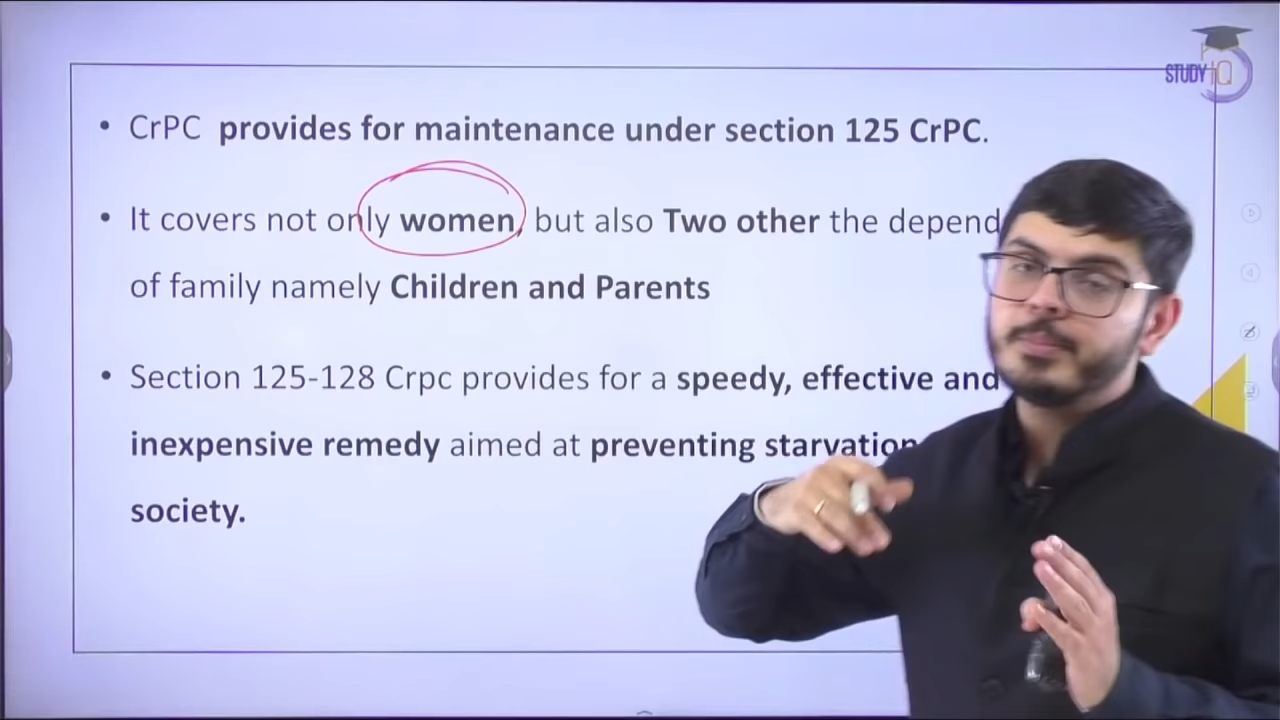 STUDY IQ
• CrPC provides for maintenance under section 125 CrPC.
• It covers not only women, but also Two other the depend
of family namely Children and Parents
• Section 125-128 Crpc provides for a speedy, effective and
inexpensive remedy aimed at preventing starvation
society.